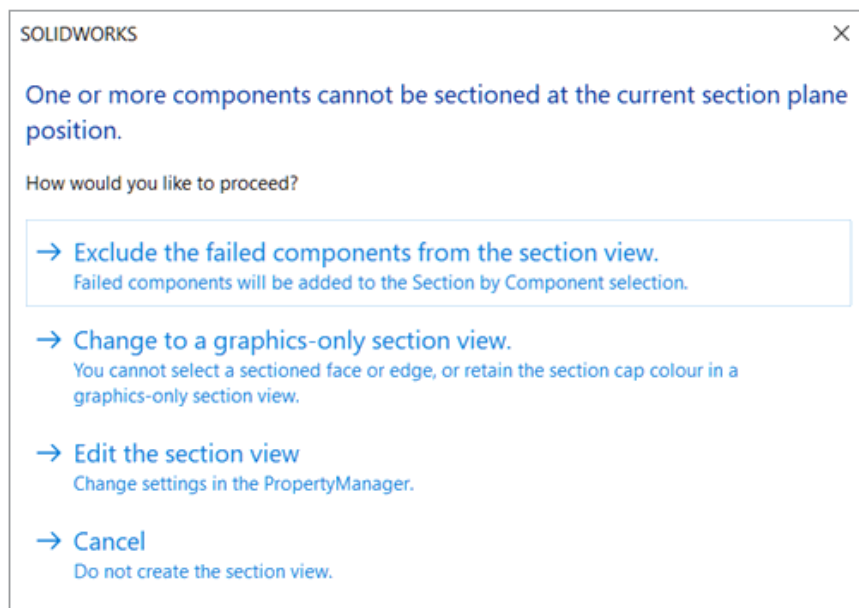 SOLIDWORKS
One or more components cannot be sectioned at the current section plane
position.
How would you like to proceed?
→ Exclude the failed components from the section view.
Failed components will be added to the Section by Component selection.
→ Change to a graphics-only section view.
You cannot select a sectioned face or edge, or retain the section cap colour in a
graphics-only section view.
→ Edit the section view
Change settings in the PropertyManager.
→ Cancel
Do not create the section view.